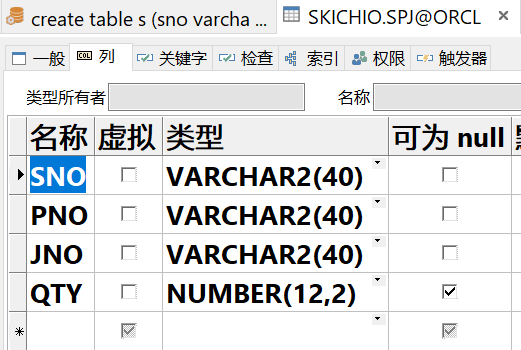 create table s (sno varcha ... SKICHIO.SPJ@ORCL
一般 列 关键字 检查 索引 权限 触发器
类型所有者 名称
名称 虚拟 类型 可为 null
SNO VARCHAR2(40)
PNO VARCHAR2(40)
JNO VARCHAR2(40)
QTY NUMBER(12,2)